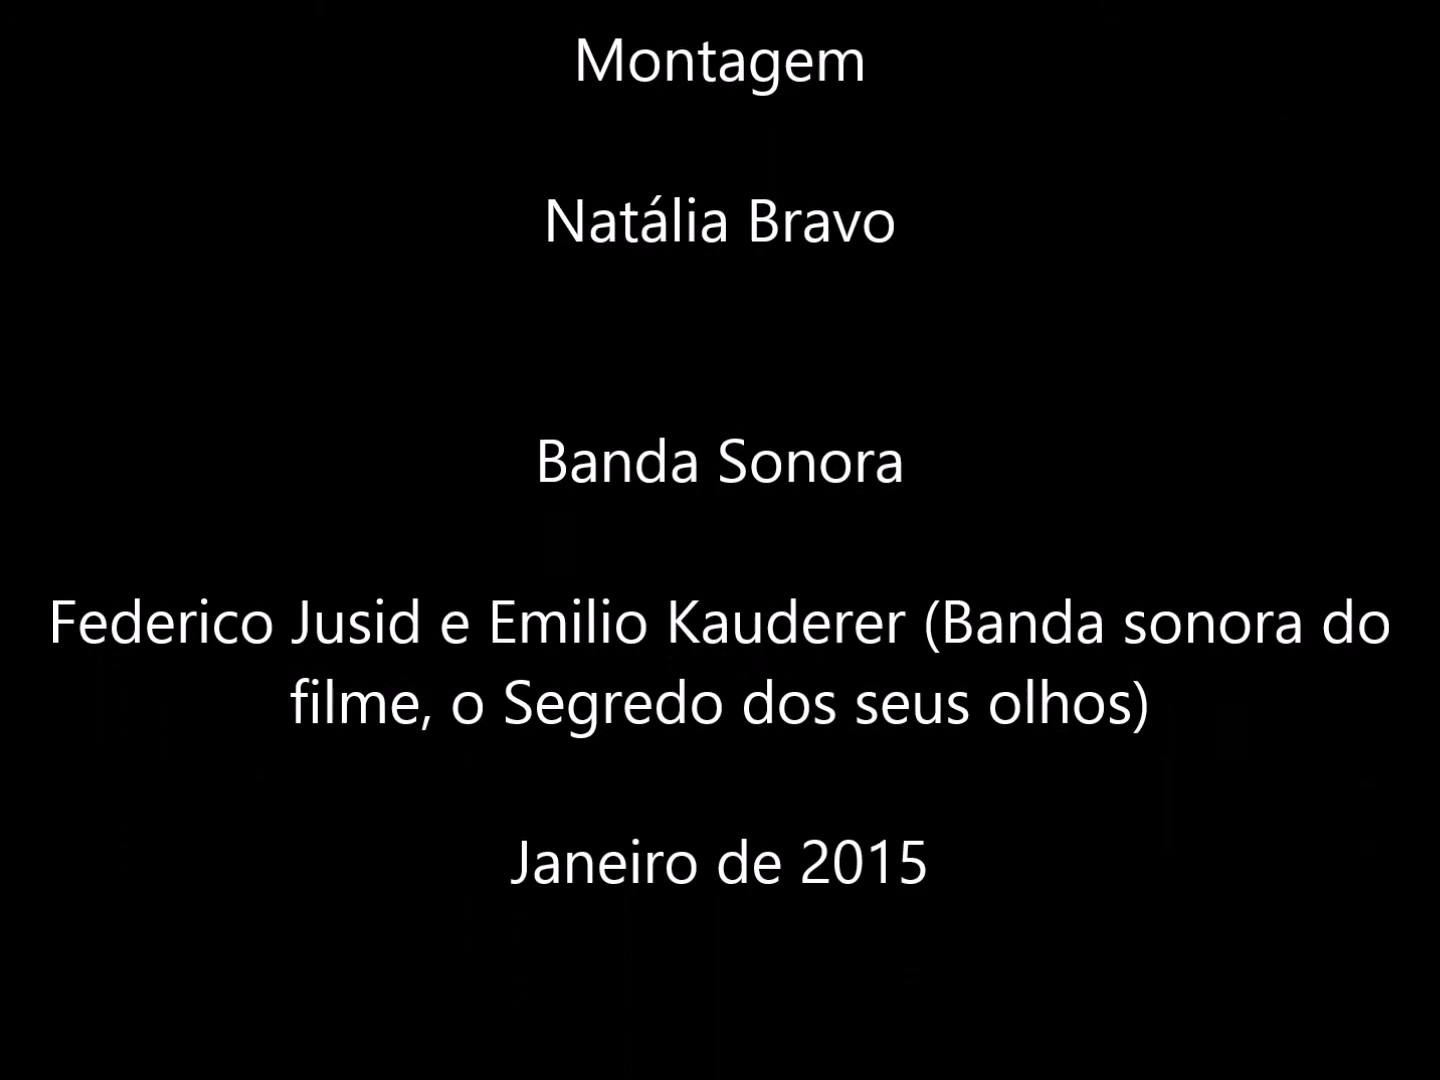 Montagem
Natália Bravo
Banda Sonora
Federico Jusid e Emilio Kauderer (Banda sonora do
filme, o Segredo dos seus olhos)
Janeiro de 2015